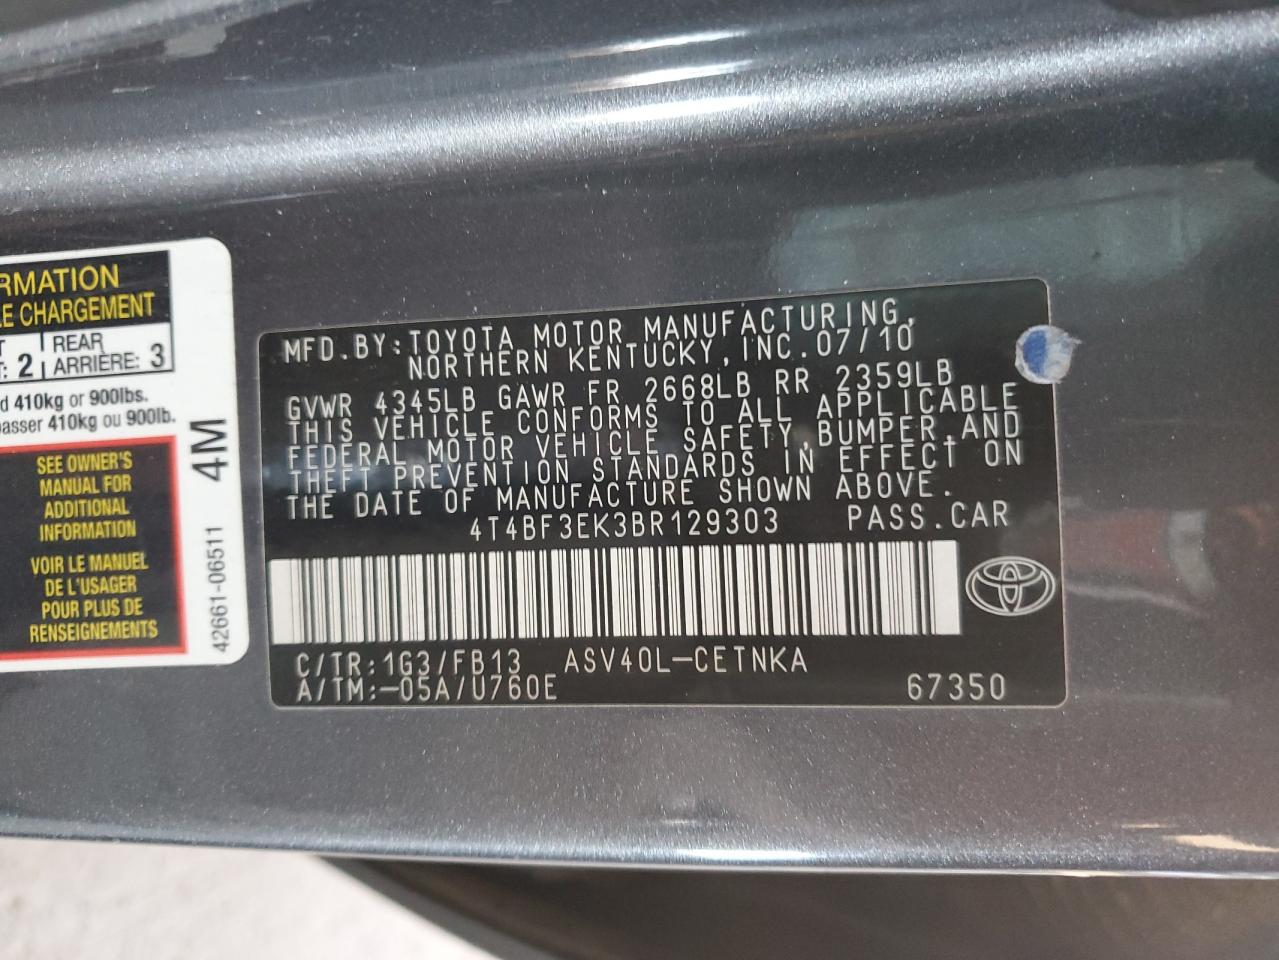 RMATION
LE CHARGEMENT
T: 2
REAR
ARRIÈRE: 3
d 410kg or 900lbs.
passer 410kg ou 900lb.
SEE OWNER'S
MANUAL FOR
ADDITIONAL
INFORMATION
VOIR LE MANUEL
DE L'USAGER
POUR PLUS DE
RENSEIGNEMENTS
42661-06511 4M
MFD.BY:TOYOTA MOTOR MANUFACTURING,
NORTHERN KENTUCKY,INC.07/10
GVWR 4345LB GAWR FR 2668LB RR 2359LB
THIS VEHICLE CONFORMS TO ALL APPLICABLE
FEDERAL MOTOR VEHICLE SAFETY,BUMPER,AND
THEFT PREVENTION STANDARDS IN EFFECT ON
THE DATE OF MANUFACTURE SHOWN ABOVE.
4T4BF3EK3BR129303 PASS.CAR
C/TR:1G3/FB13 ASV40L-CETNKA
A/TM:-05A/U760E 67350